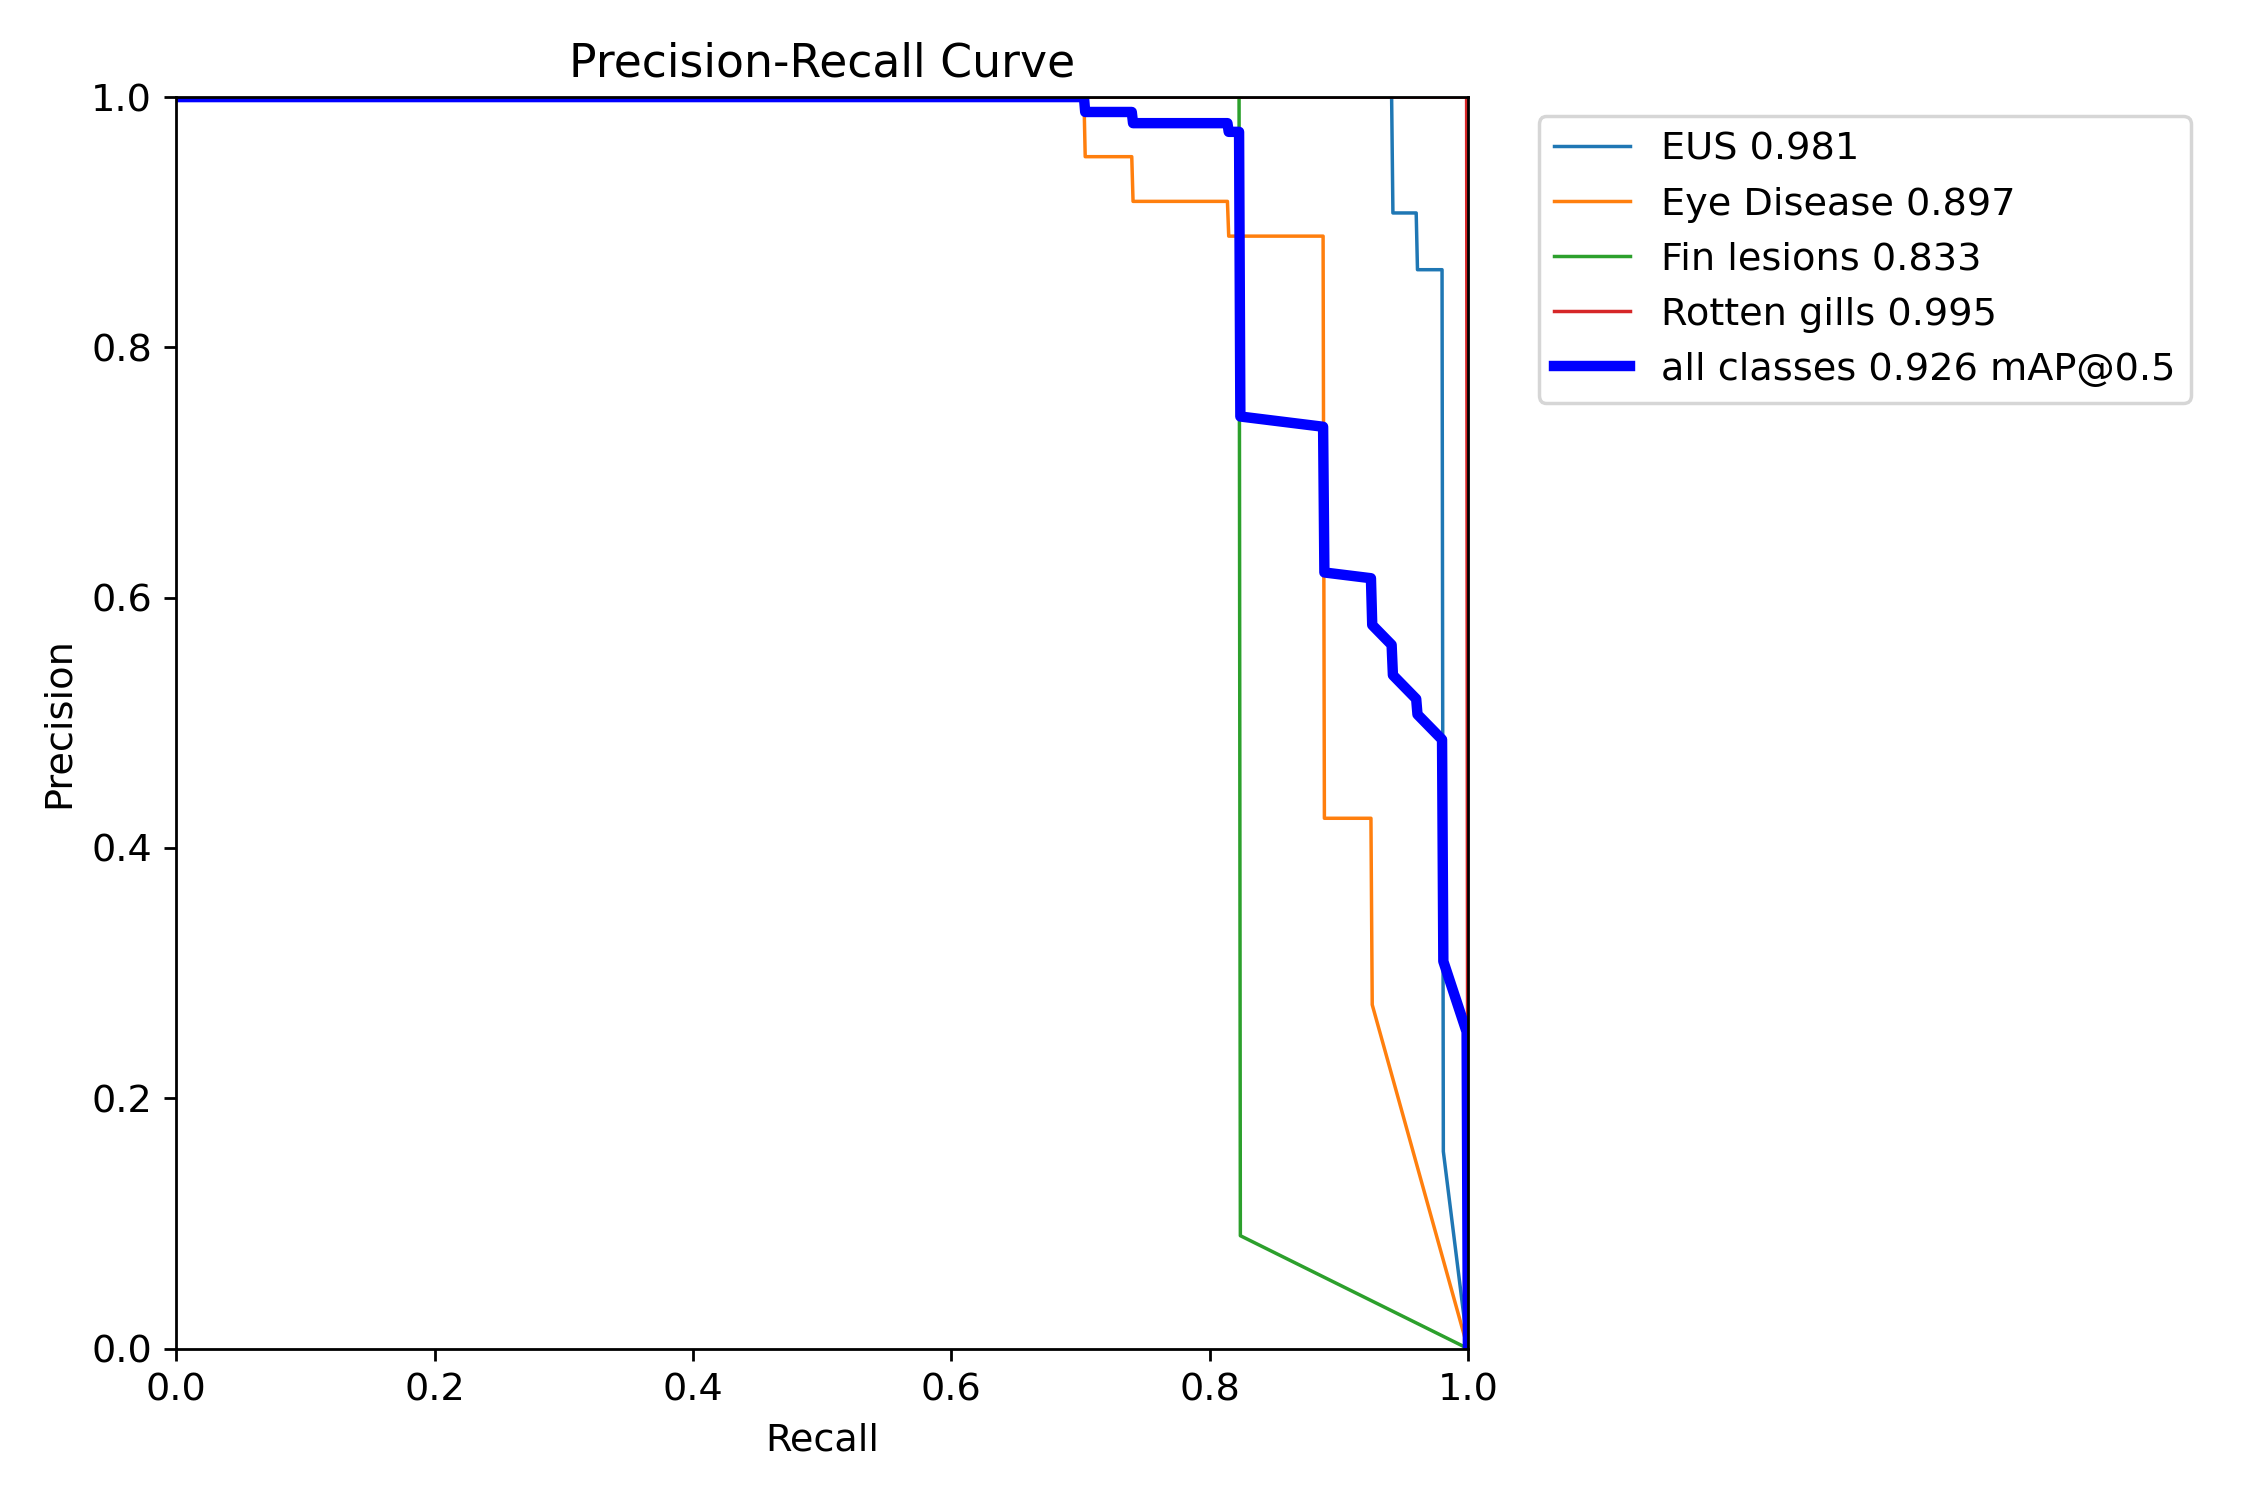 Precision-Recall Curve
1.0
0.8
0.6
0.4
0.2
0.0
Precision
0.0 0.2 0.4 0.6 0.8 1.0
Recall
EUS 0.981
Eye Disease 0.897
Fin lesions 0.833
Rotten gills 0.995
all classes 0.926 mAP@0.5